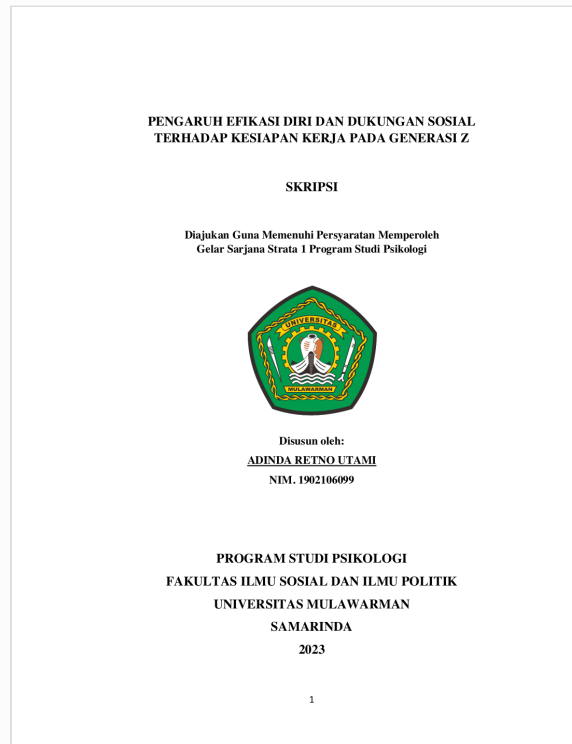 PENGARUH EFIKASI DIRI DAN DUKUNGAN SOSIAL
TERHADAP KESIAPAN KERJA PADA GENERASI Z
SKRIPSI
Diajukan Guna Memenuhi Persyaratan Memperoleh
Gelar Sarjana Strata 1 Program Studi Psikologi
UNIVERSITAS
MULAWARMAN
Disusun oleh:
ADINDA RETNO UTAMI
NIM. 1902106099
PROGRAM STUDI PSIKOLOGI
FAKULTAS ILMU SOSIAL DAN ILMU POLITIK
UNIVERSITAS MULAWARMAN
SAMARINDA
2023
1